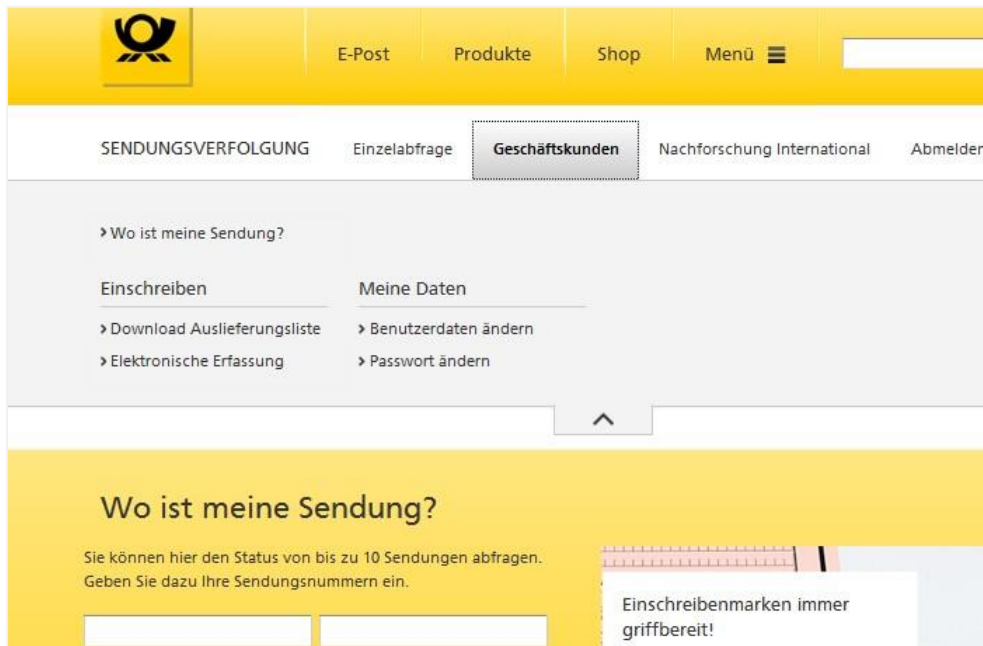 E-Post Produkte Shop Menü
SENDUNGSVERFOLGUNG Einzelabfrage Geschäftskunden Nachforschung International Abmelden
Wo ist meine Sendung?
Einschreiben Meine Daten
Download Auslieferungsliste Benutzerdaten ändern
Elektronische Erfassung Passwort ändern
Wo ist meine Sendung?
Sie können hier den Status von bis zu 10 Sendungen abfragen.
Geben Sie dazu Ihre Sendungsnummern ein.
Einschreibenmarken immer
griffbereit!